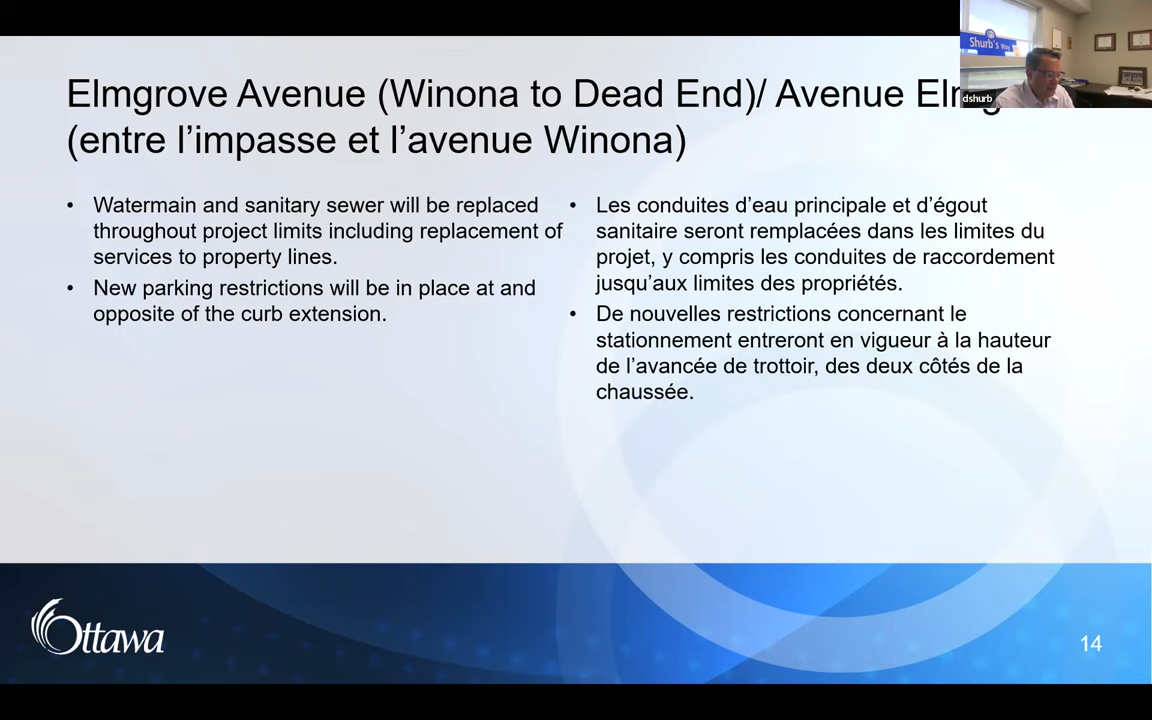 Elmgrove Avenue (Winona to Dead End)/ Avenue
(entre l’impasse et l’avenue Winona)
• Watermain and sanitary sewer will be replaced
throughout project limits including replacement of
services to property lines.
• New parking restrictions will be in place at and
opposite of the curb extension.
• Les conduites d’eau principale et d’égout
sanitaire seront remplacées dans les limites du
projet, y compris les conduites de raccordement
jusqu’aux limites des propriétés.
• De nouvelles restrictions concernant le
stationnement entreront en vigueur à la hauteur
de l’avancée de trottoir, des deux côtés de la
chaussée.
Shurb's Way
dshurb
Ottawa
14